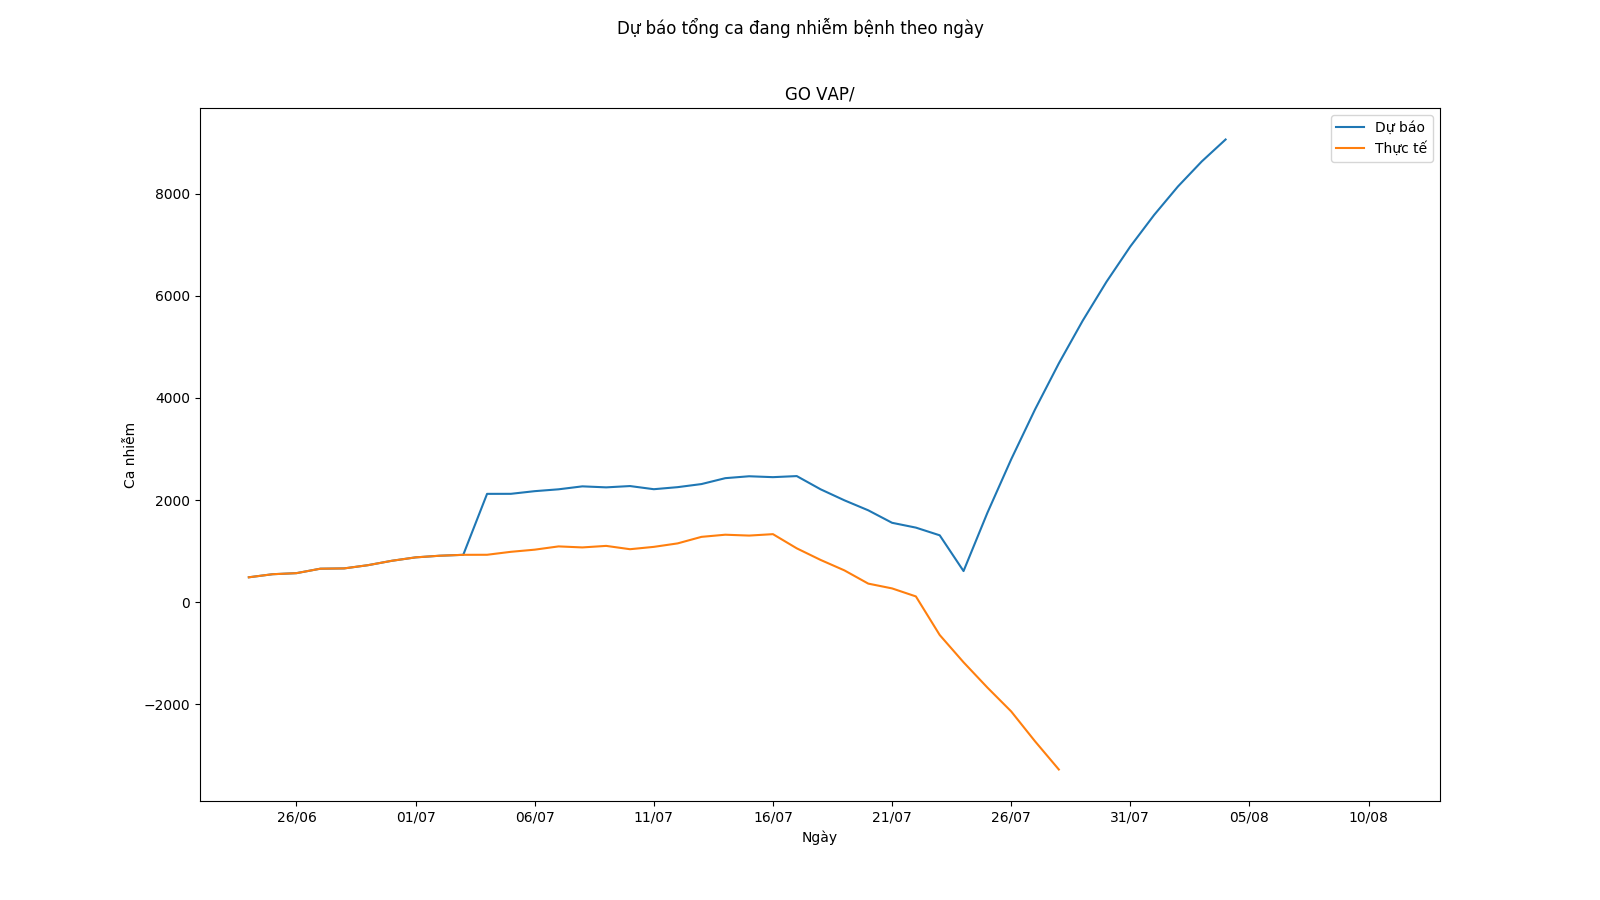 Dự báo tổng ca đang nhiễm bệnh theo ngày
GO VAP/
Dự báo
Thực tế
8000
6000
4000
2000
0
−2000
Ca nhiễm
26/06
01/07
06/07
11/07
16/07
21/07
26/07
31/07
05/08
10/08
Ngày